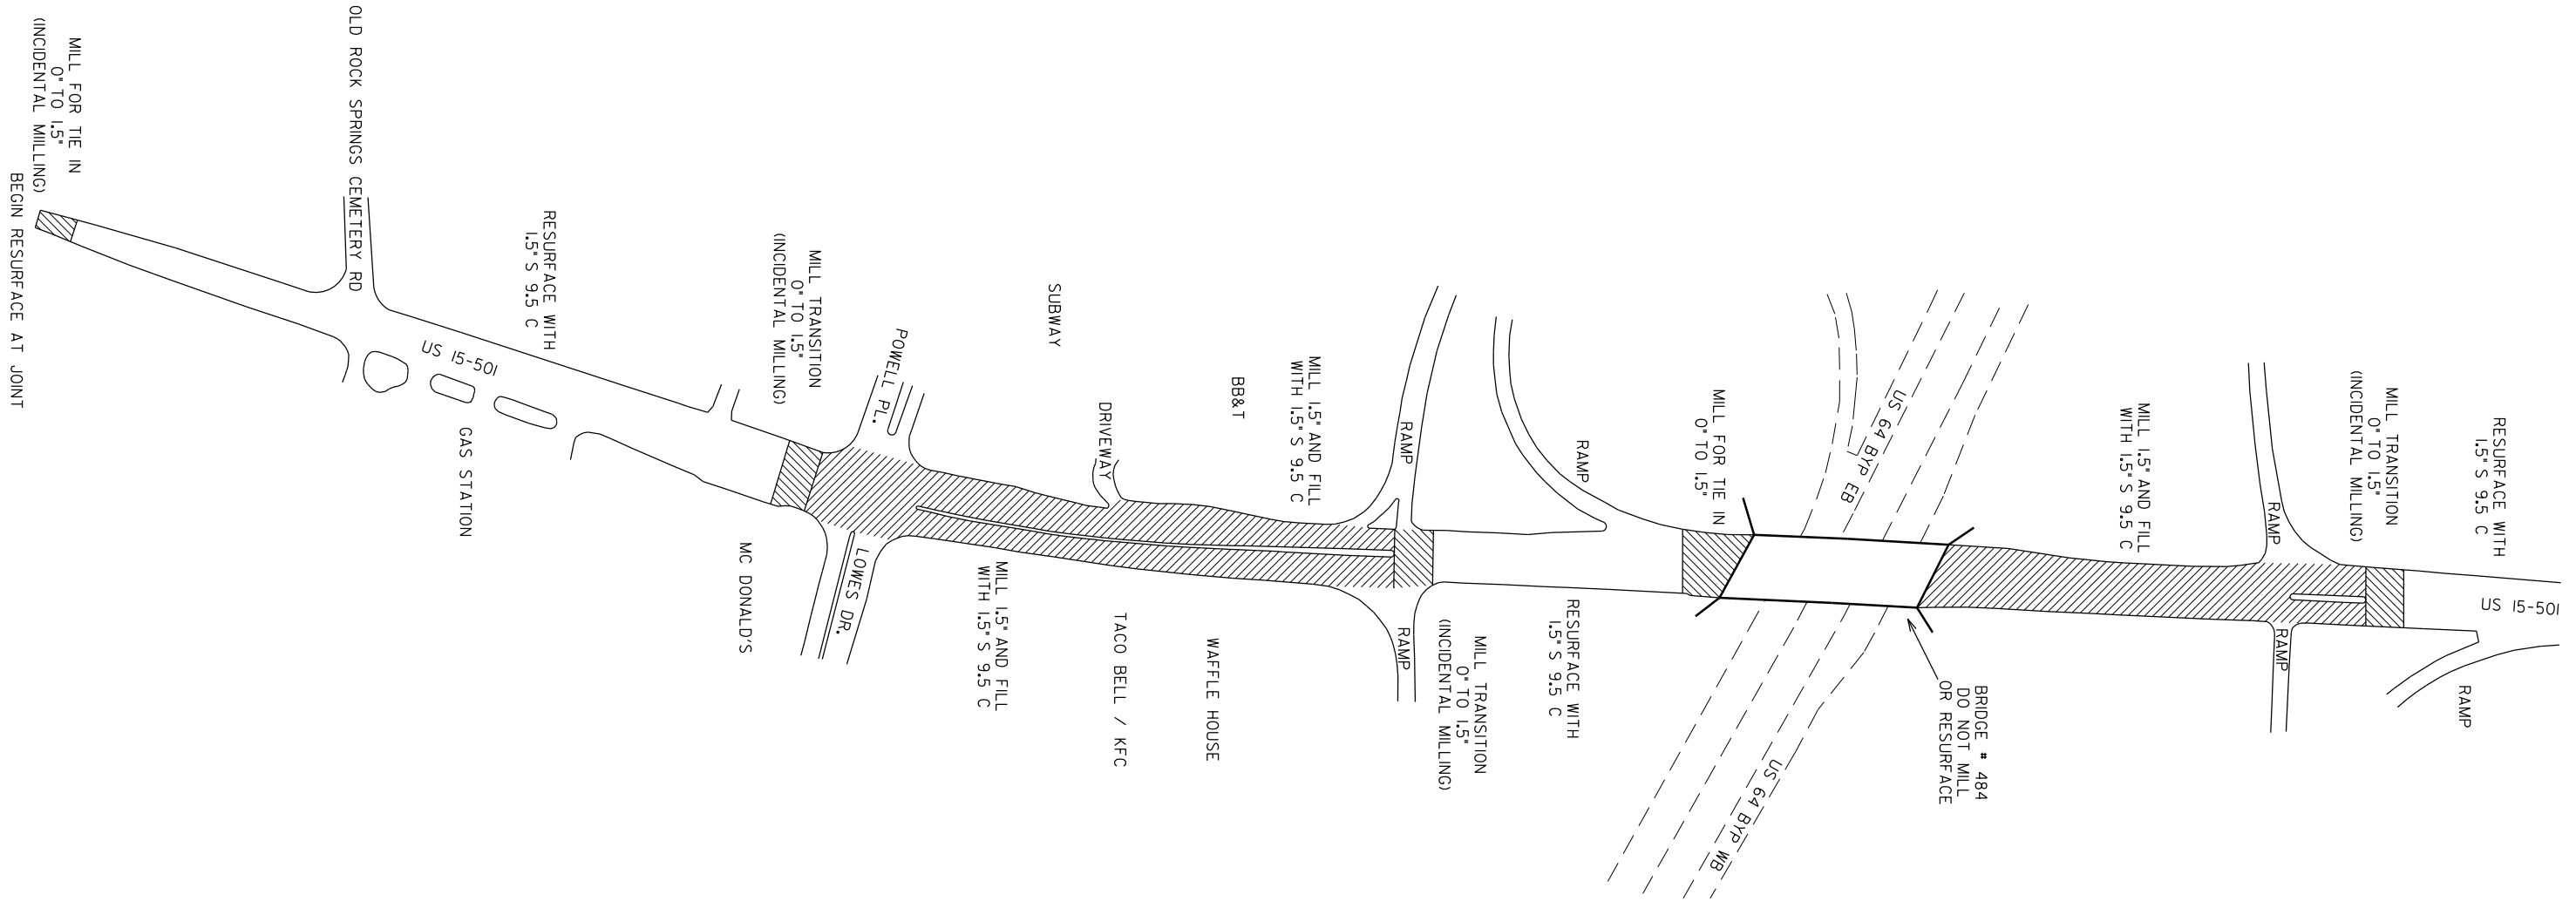 BEGIN RESURFACE AT JOINT
MILL FOR TIE IN
0" TO 1.5"
(INCIDENTAL MILLING)
OLD ROCK SPRINGS CEMETERY RD
US 15-501
GAS STATION
RESURFACE WITH
1.5" S 9.5 C
MC DONALD'S
MILL TRANSITION
0" TO 1.5"
(INCIDENTAL MILLING)
POWELL PL.
LOWES DR.
MILL 1.5" AND FILL
WITH 1.5" S 9.5 C
SUBWAY
DRIVEWAY
TACO BELL / KFC
WAFFLE HOUSE
BB&T
MILL 1.5" AND FILL
WITH 1.5" S 9.5 C
RAMP
RAMP
MILL TRANSITION
0" TO 1.5"
(INCIDENTAL MILLING)
RAMP
RESURFACE WITH
1.5" S 9.5 C
MILL FOR TIE IN
0" TO 1.5"
US 64 BYP EB
US 64 BYP WB
BRIDGE # 484
DO NOT MILL
OR RESURFACE
MILL 1.5" AND FILL
WITH 1.5" S 9.5 C
RAMP
RAMP
MILL TRANSITION
0" TO 1.5"
(INCIDENTAL MILLING)
RAMP
RESURFACE WITH
1.5" S 9.5 C
US 15-501